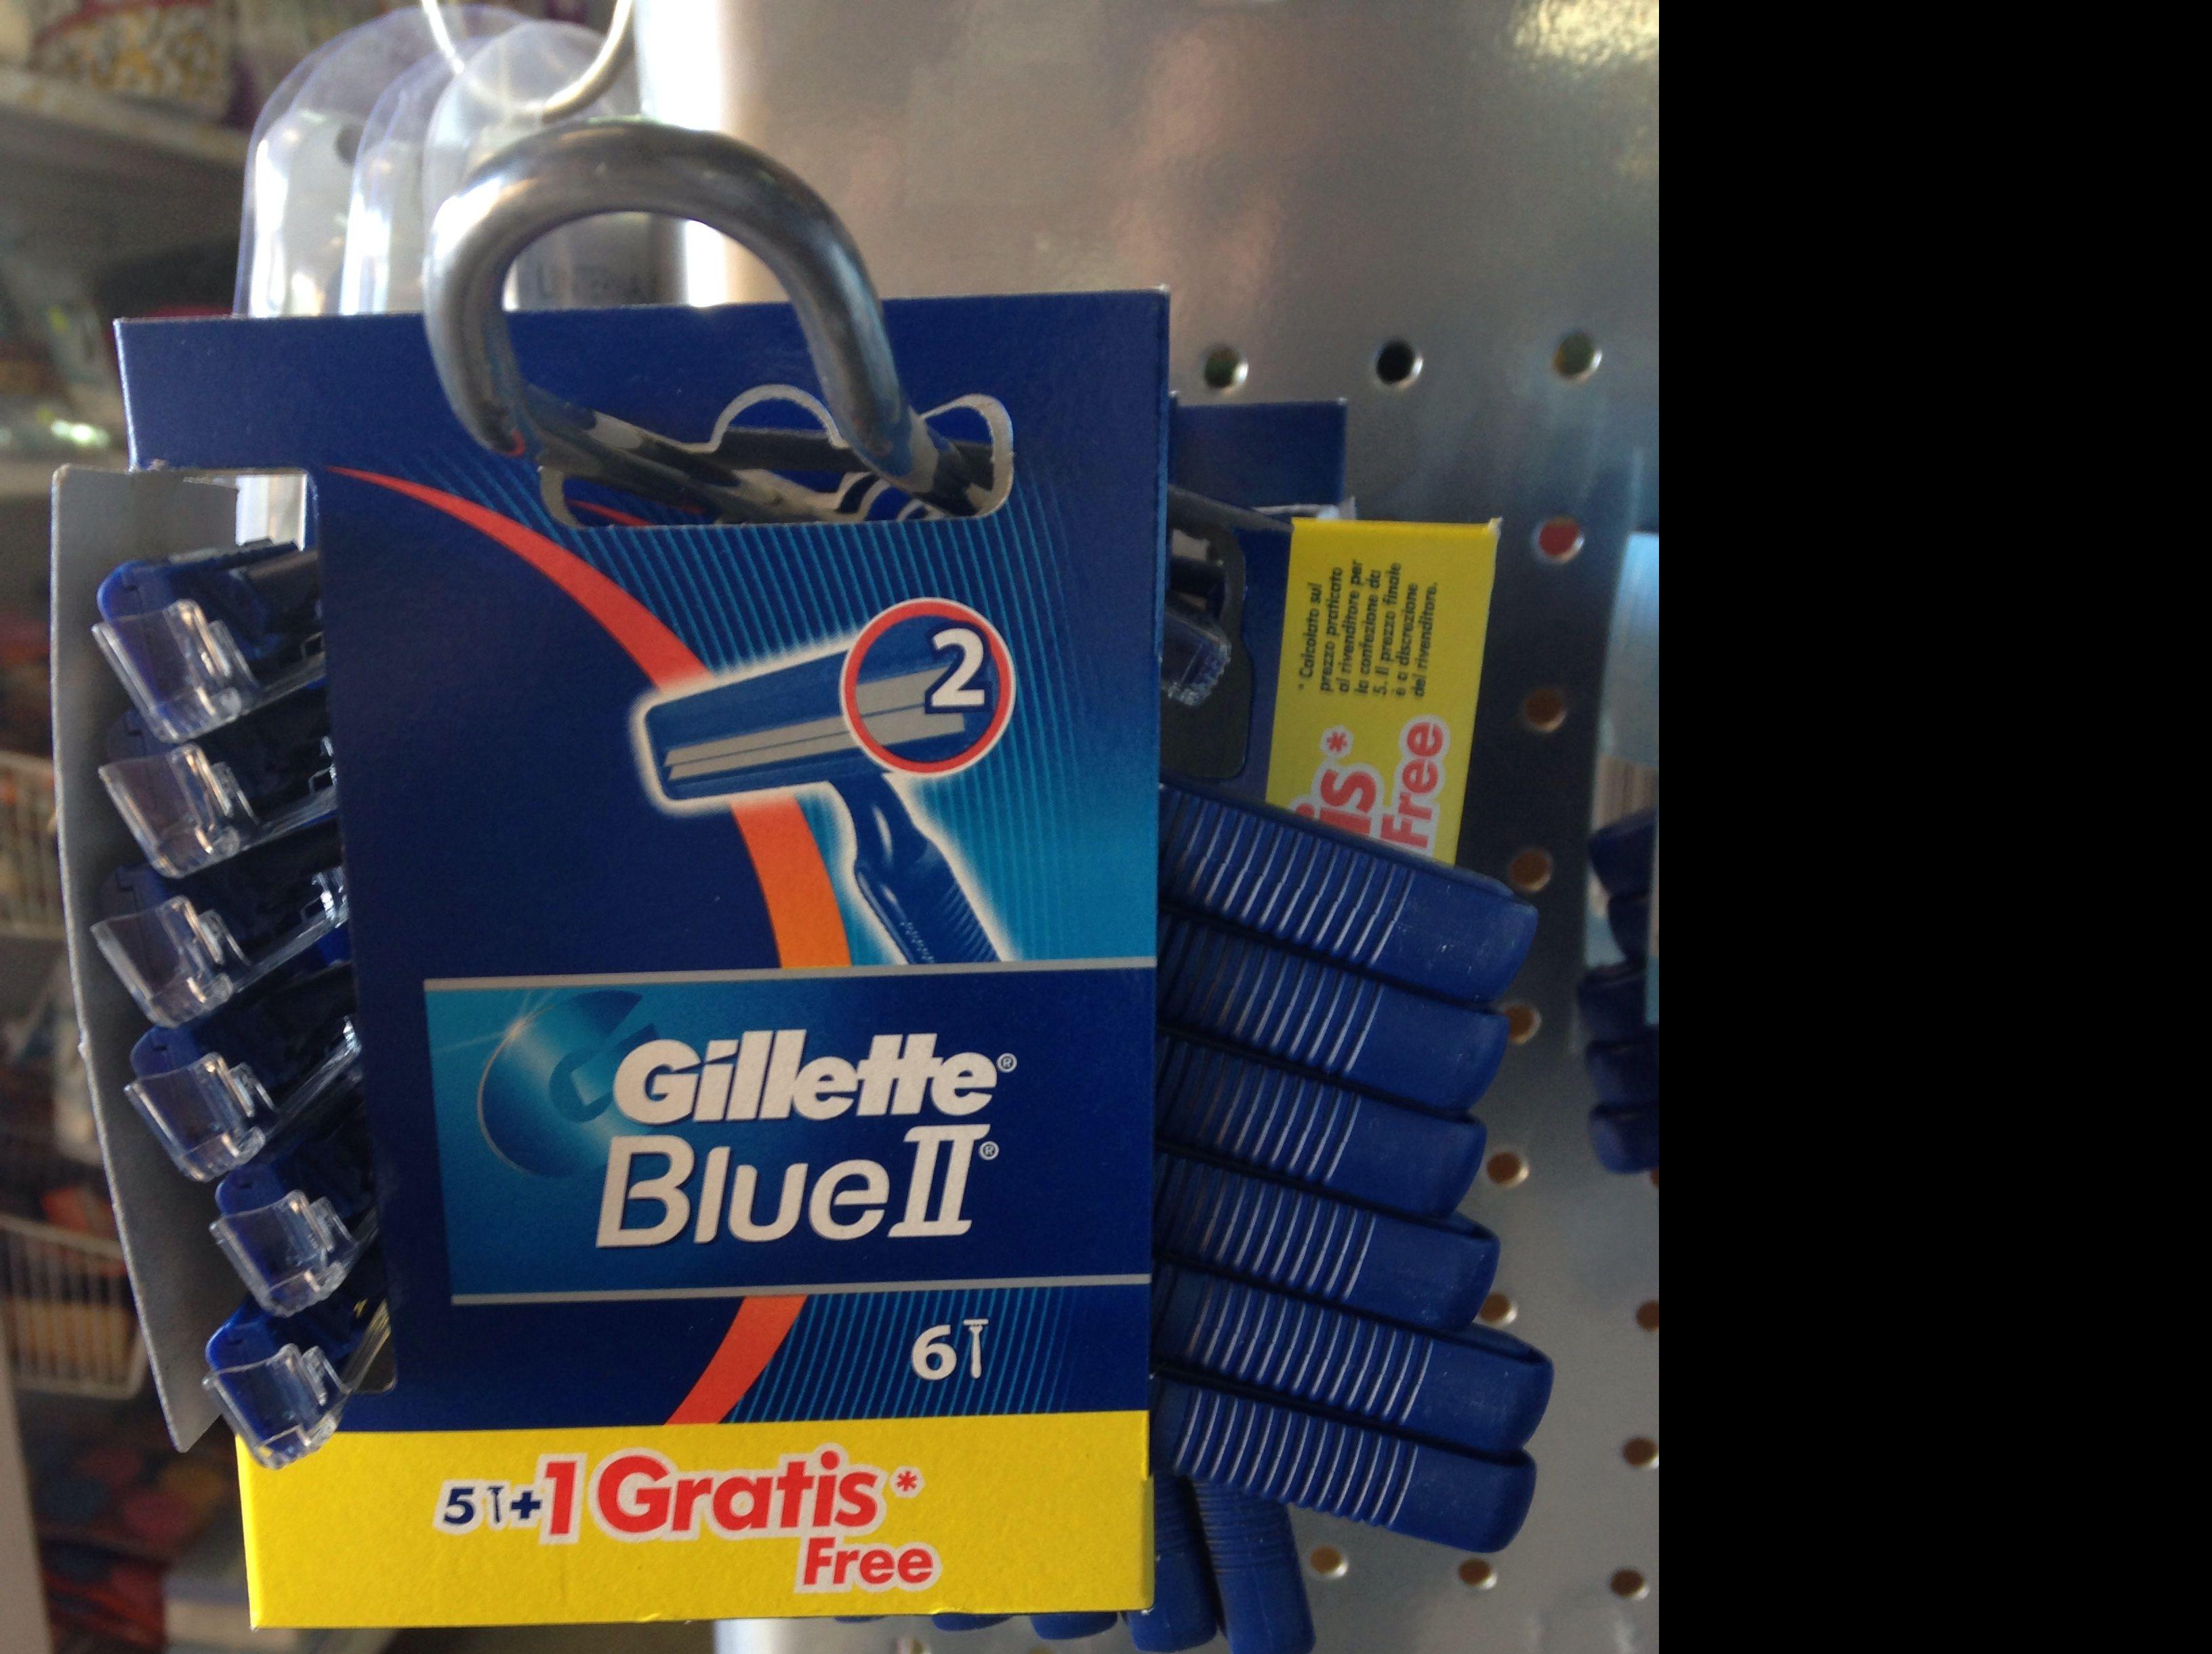 2
Gillette®
Blue II®
6
5+1 Gratis*
Free
* Calcolato sul
prezzo praticato
al rivenditore per
la confezione da
5. Il prezzo finale
è a discrezione
del rivenditore.
is*
Free